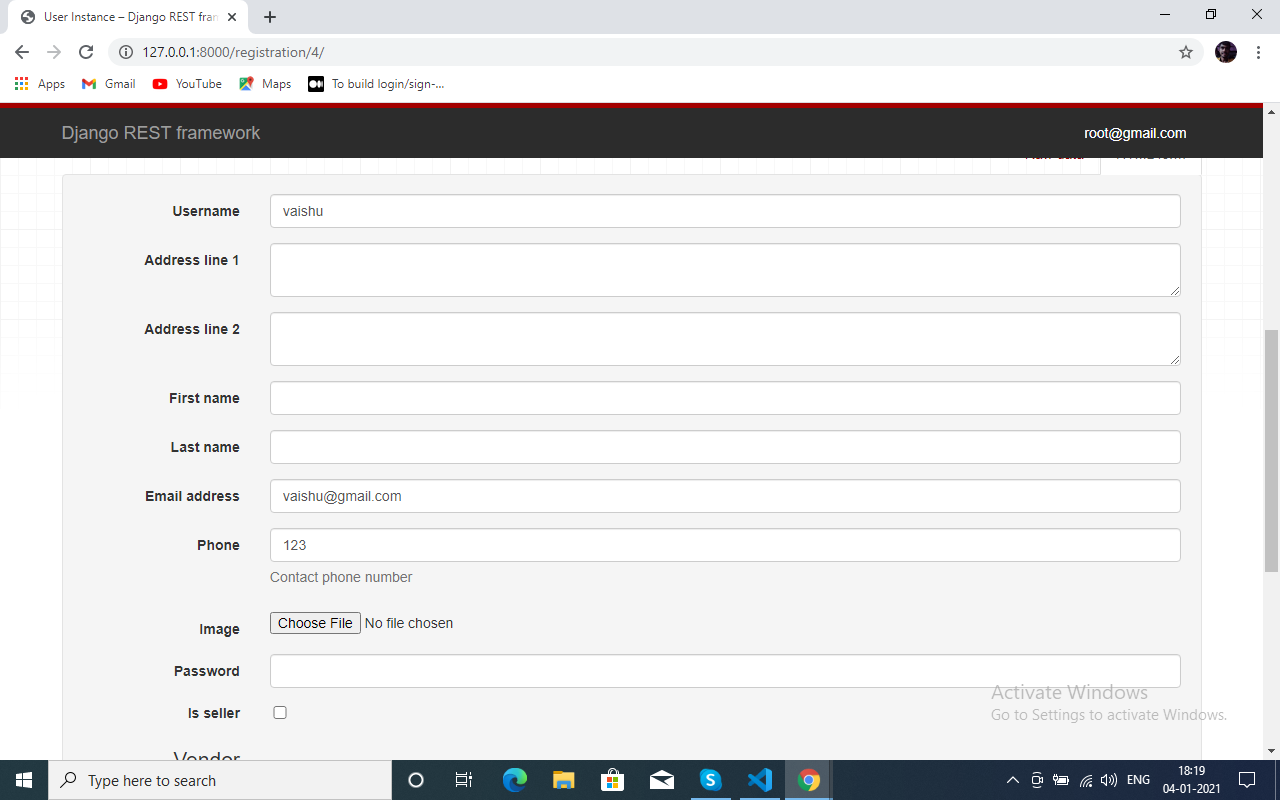 User Instance – Django REST fran
127.0.0.1:8000/registration/4/
Apps Gmail YouTube Maps To build login/sign-...
Django REST framework root@gmail.com
Username vaishu
Address line 1
Address line 2
First name
Last name
Email address vaishu@gmail.com
Phone 123
Contact phone number
Image Choose File No file chosen
Password
Is seller
Activate Windows
Go to Settings to activate Windows.
Vendor
Type here to search
ENG 18:19
04-01-2021